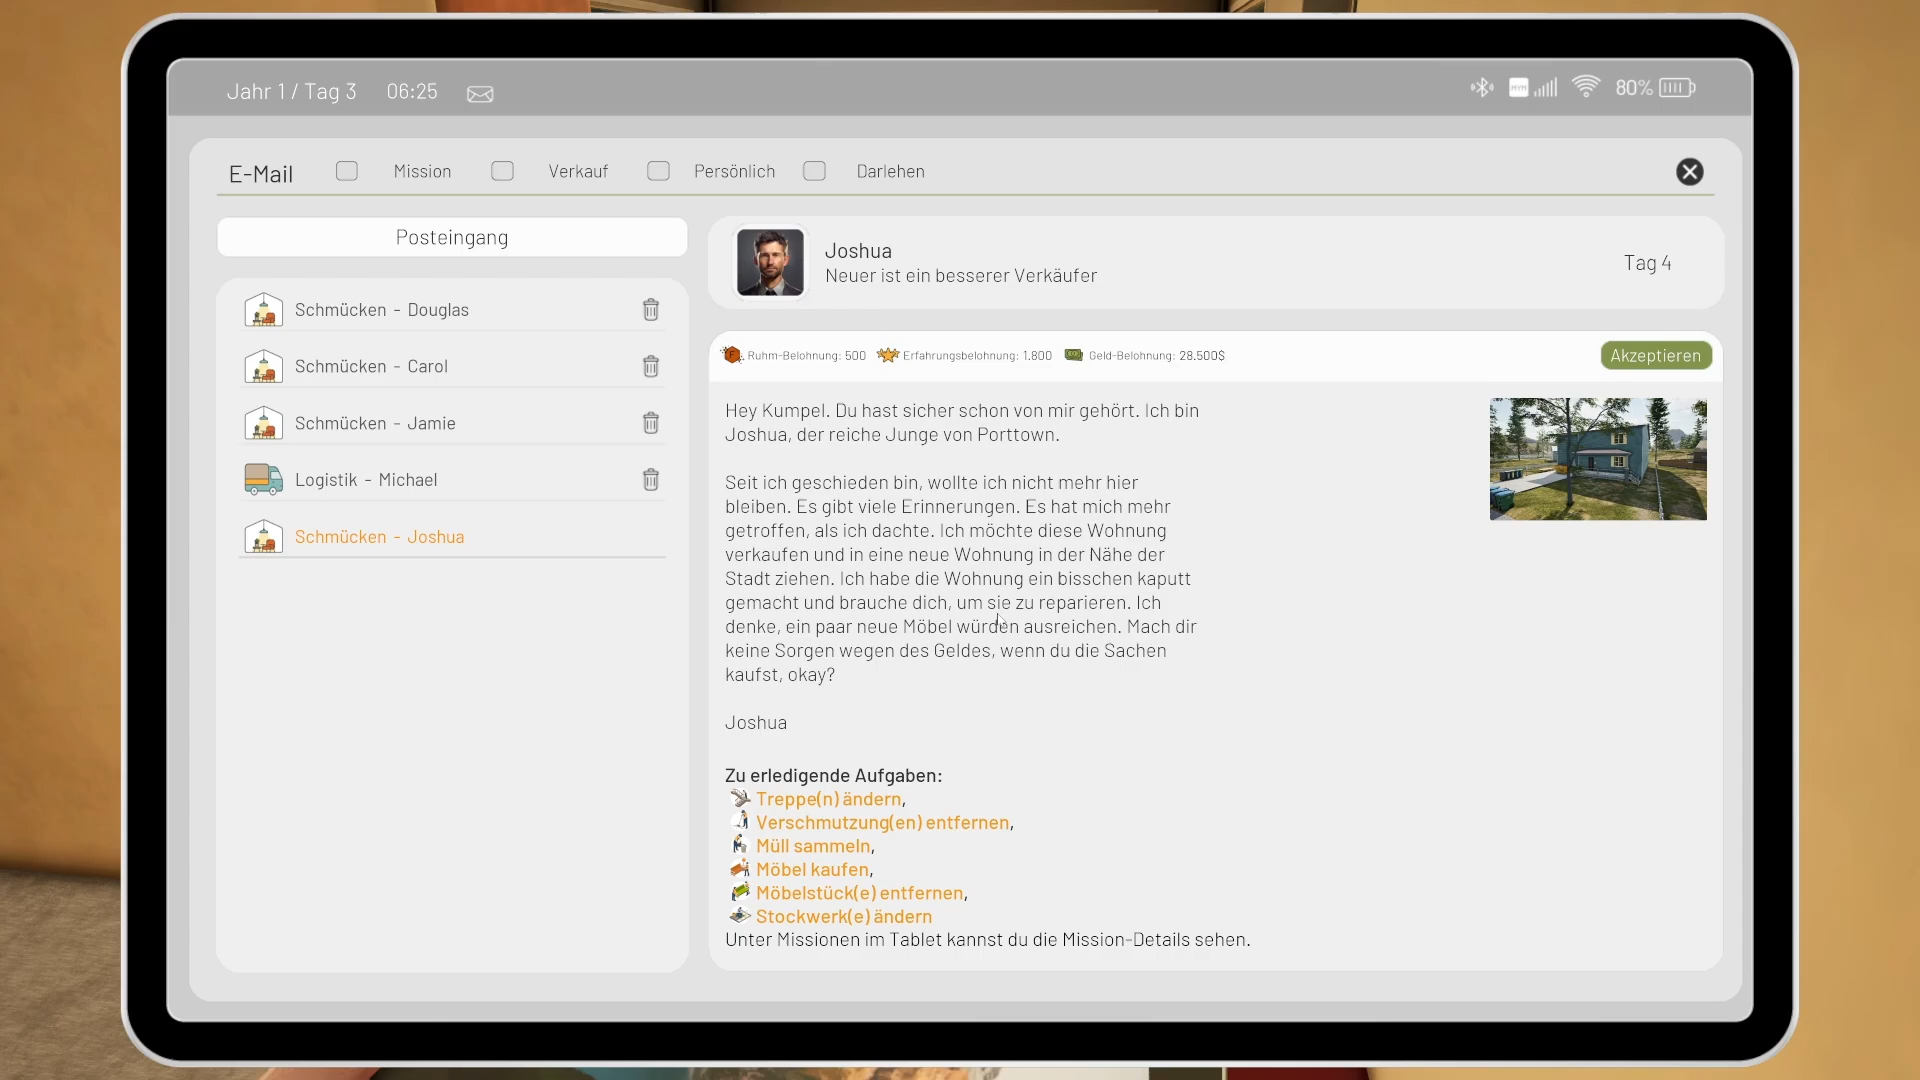 Jahr 1 / Tag 3 06:25 80%
E-Mail Mission Verkauf Persönlich Darlehen
Posteingang
Schmücken - Douglas
Schmücken - Carol
Schmücken - Jamie
Logistik - Michael
Schmücken - Joshua
Joshua
Neuer ist ein besserer Verkäufer
Tag 4
Ruhm-Belohnung: 500 Erfahrungsbelohnung: 1.800 Geld-Belohnung: 28.500$
Akzeptieren
Hey Kumpel. Du hast sicher schon von mir gehört. Ich bin
Joshua, der reiche Junge von Porttown.
Seit ich geschieden bin, wollte ich nicht mehr hier
bleiben. Es gibt viele Erinnerungen. Es hat mich mehr
getroffen, als ich dachte. Ich möchte diese Wohnung
verkaufen und in eine neue Wohnung in der Nähe der
Stadt ziehen. Ich habe die Wohnung ein bisschen kaputt
gemacht und brauche dich, um sie zu reparieren. Ich
denke, ein paar neue Möbel würden ausreichen. Mach dir
keine Sorgen wegen des Geldes, wenn du die Sachen
kaufst, okay?
Joshua
Zu erledigende Aufgaben:
Treppe(n) ändern,
Verschmutzung(en) entfernen,
Müll sammeln,
Möbel kaufen,
Möbelstück(e) entfernen,
Stockwerk(e) ändern
Unter Missionen im Tablet kannst du die Mission-Details sehen.